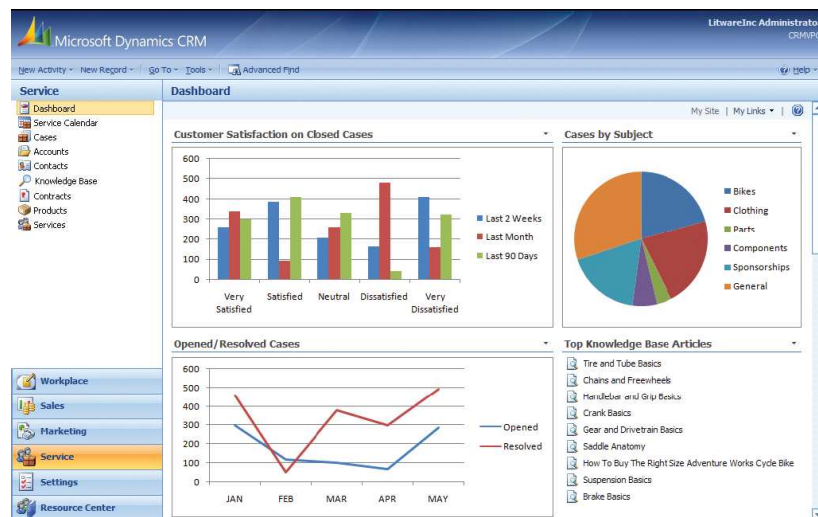 LitwareInc Administrator
Microsoft Dynamics CRM
New Activity New Record Go To Tools Advanced Find Help
Service
Dashboard
Service Calendar
Cases
Accounts
Contacts
Knowledge Base
Contracts
Products
Services
Workplace
Sales
Marketing
Service
Settings
Resource Center
Dashboard
My Site | My Links |
Customer Satisfaction on Closed Cases
600
500
400
300
200
100
0
Very Satisfied Satisfied Neutral Dissatisfied Very Dissatisfied
Last 2 Weeks
Last Month
Last 90 Days
Cases by Subject
Bikes
Clothing
Parts
Components
Sponsorships
General
Opened/Resolved Cases
600
500
400
300
200
100
0
JAN FEB MAR APR MAY
Opened
Resolved
Top Knowledge Base Articles
Tire and Tube Basics
Chains and Freewheels
Handlebar and Grip Basics
Crank Basics
Gear and Drivetrain Basics
Saddle Anatomy
How To Buy The Right Size Adventure Works Cycle Bike
Suspension Basics
Brake Basics